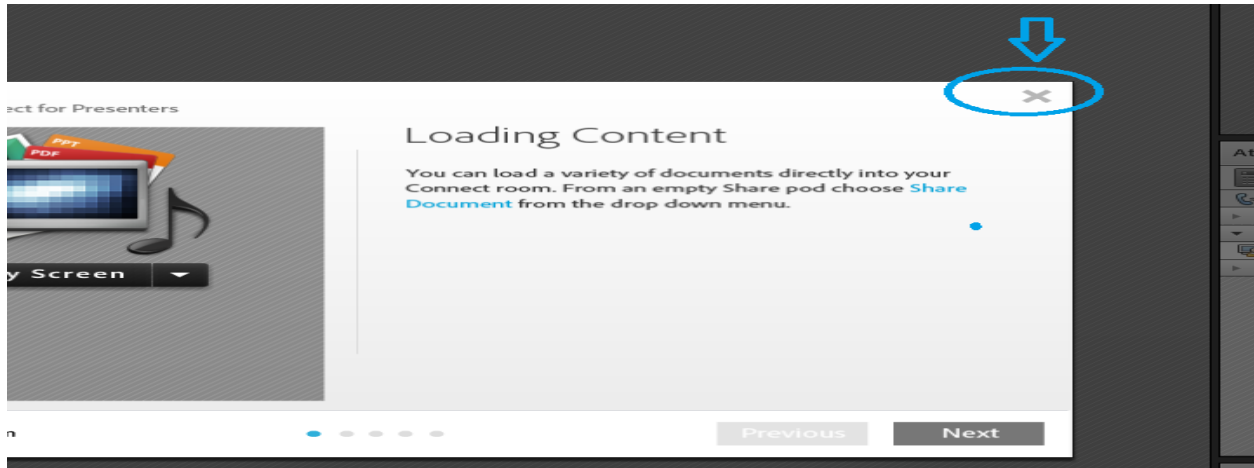 ect for Presenters
Loading Content
PPT
PDF
You can load a variety of documents directly into your
Connect room. From an empty Share pod choose Share
Document from the drop down menu.
y Screen
n
Previous
Next
At